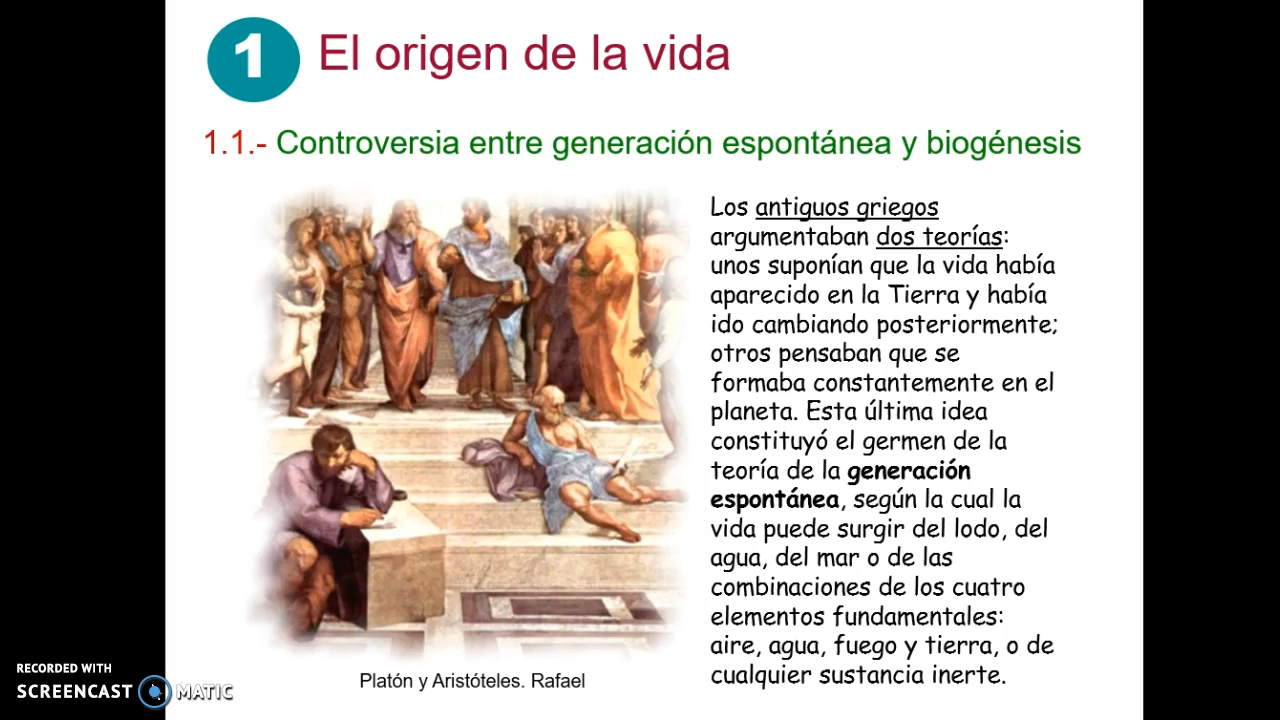 1 El origen de la vida
1.1.- Controversia entre generación espontánea y biogénesis
Los antiguos griegos
argumentaban dos teorías:
unos suponían que la vida había
aparecido en la Tierra y había
ido cambiando posteriormente;
otros pensaban que se
formaba constantemente en el
planeta. Esta última idea
constituyó el germen de la
teoría de la generación
espontánea, según la cual la
vida puede surgir del lodo, del
agua, del mar o de las
combinaciones de los cuatro
elementos fundamentales:
aire, agua, fuego y tierra, o de
cualquier sustancia inerte.
Platón y Aristóteles. Rafael
RECORDED WITH
SCREENCAST MATIC